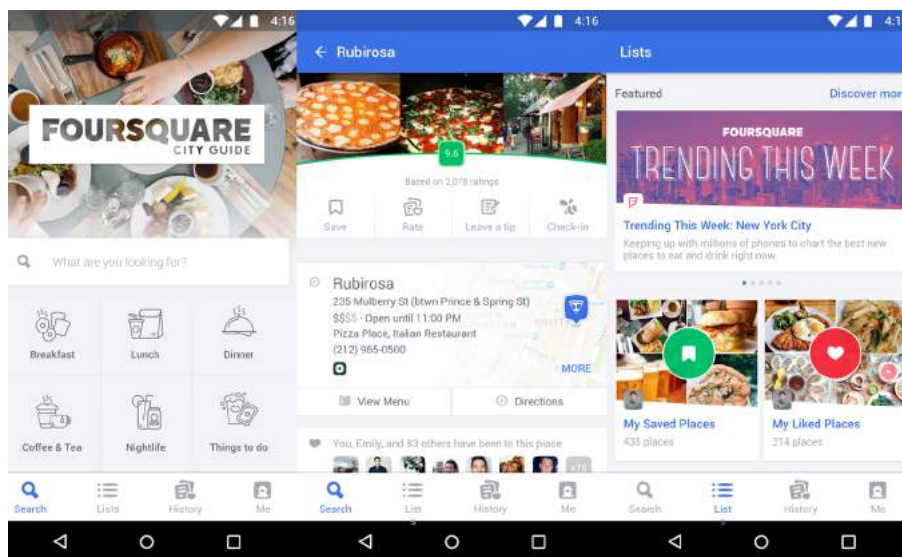 4:16
FOURSQUARE
CITY GUIDE
What are you looking for?
Breakfast
Lunch
Dinner
Coffee & Tea
Nightlife
Things to do
Search
Lists
History
Me
4:16
Rubirosa
9.6
Based on 2,078 ratings
Save
Rate
Leave a tip
Check-in
Rubirosa
235 Mulberry St (btwn Prince & Spring St)
$$$$ · Open until 11:00 PM
Pizza Place, Italian Restaurant
(212) 965-0500
MORE
View Menu
Directions
You, Emily, and 83 others have been to this place
+76
Search
List
History
Me
4:1
Lists
Featured
Discover more
FOURSQUARE
TRENDING THIS WEEK
Trending This Week: New York City
Keeping up with millions of phones to chart the best new
places to eat and drink right now.
My Saved Places
435 places
My Liked Places
214 places
Search
List
History
Me